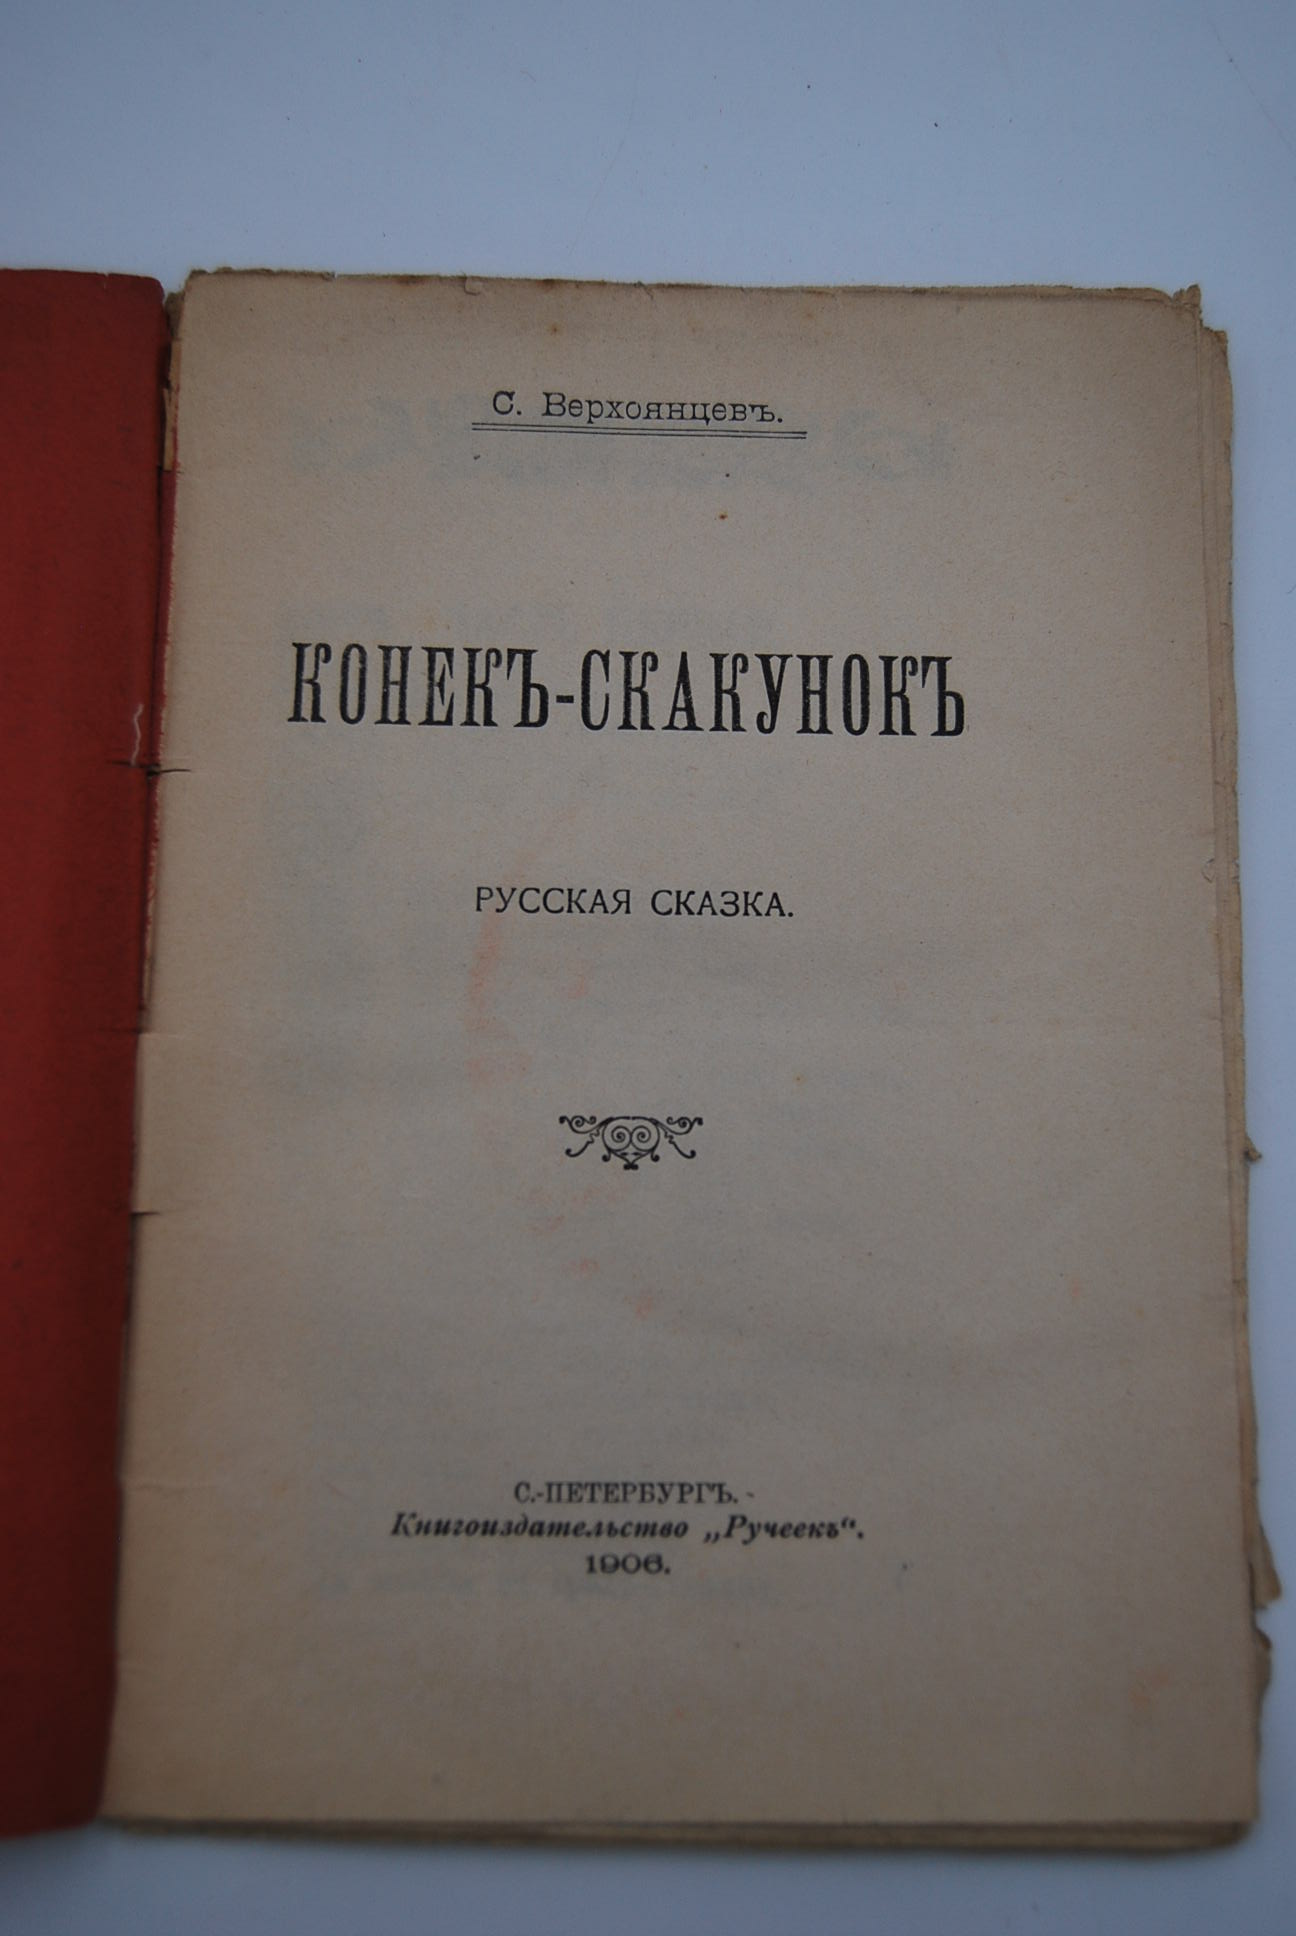 С. Верхоянцевъ.
КОНЕКЪ-СКАКУНОКЪ
РУССКАЯ СКАЗКА.
С.-ПЕТЕРБУРГЪ.
Книгоиздательство „Ручеекъ“.
1906.